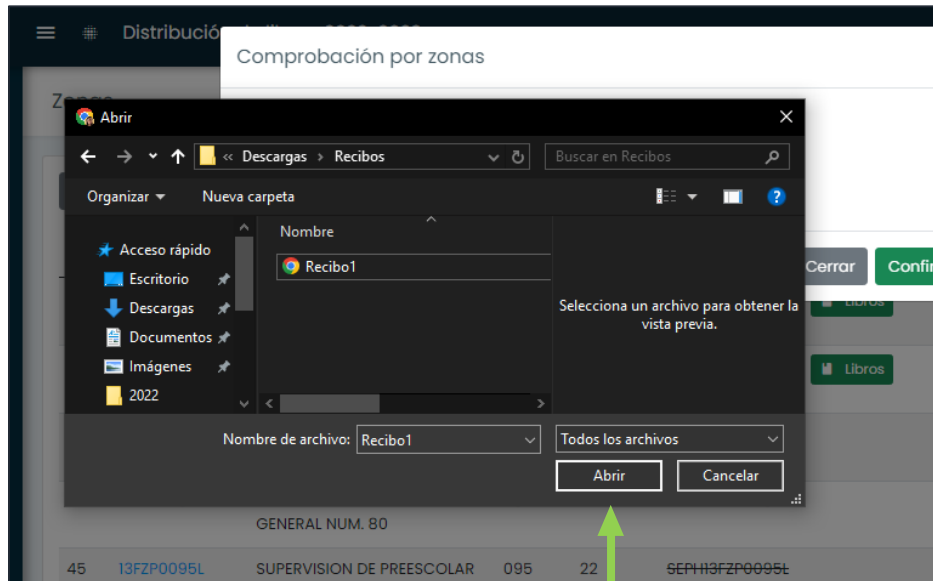 Distribució
Comprobación por zonas
Abrir
« Descargas > Recibos
Buscar en Recibos
Organizar
Nueva carpeta
Nombre
Acceso rápido
Recibo1
Escritorio
Descargas
Selecciona un archivo para obtener la
vista previa.
Documentos
Imágenes
2022
Cerrar
Confir
Libros
Libros
Nombre de archivo: Recibo1
Todos los archivos
Abrir
Cancelar
GENERAL NUM. 80
45 13FZP0095L SUPERVISION DE PREESCOLAR 095 22 SEPH13FZP0095L